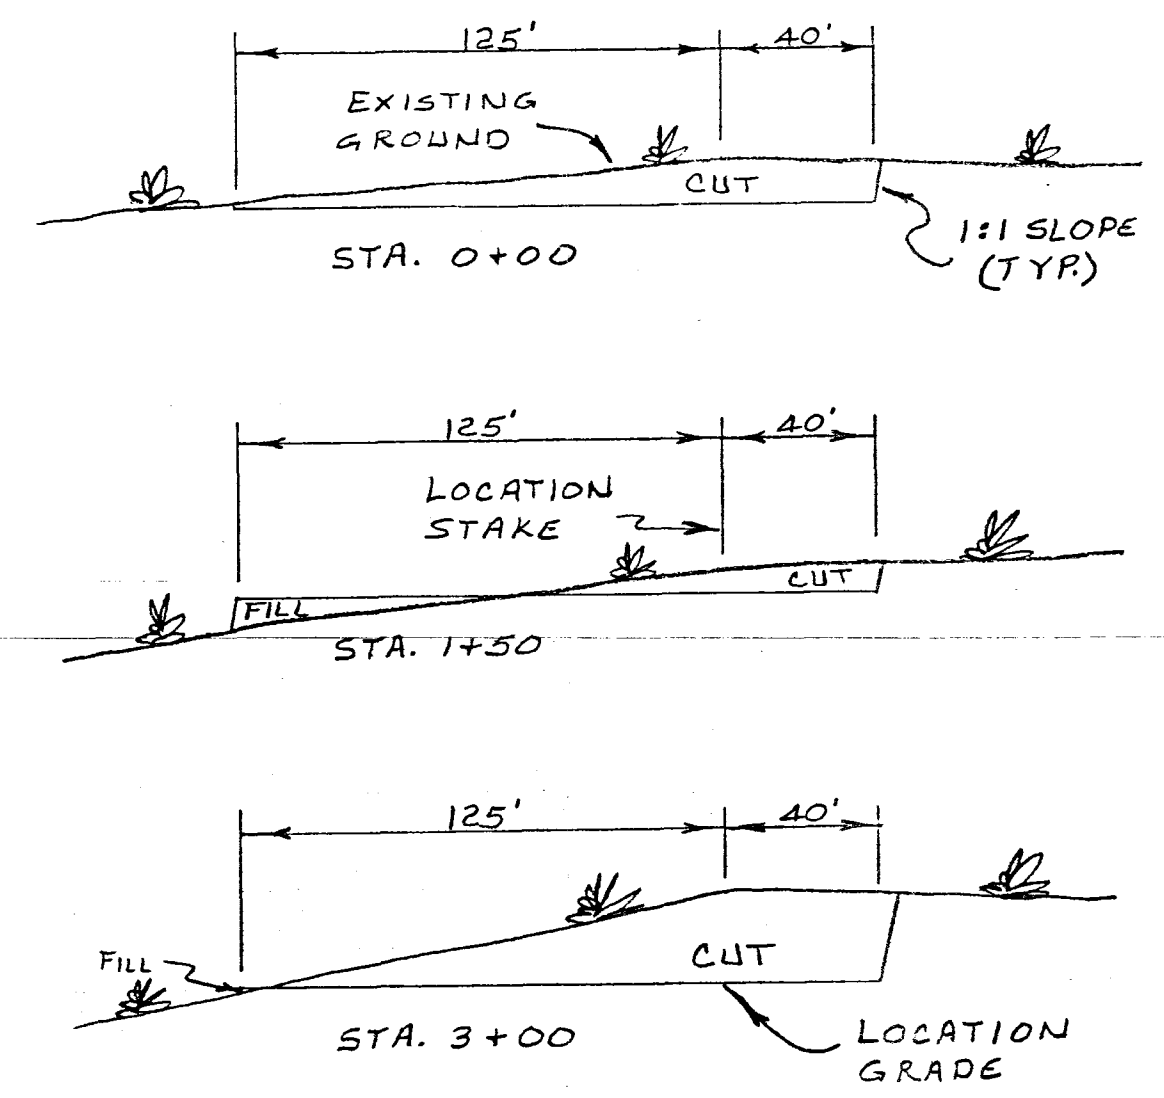 125'
40'
EXISTING
GROUND
CUT
1:1 SLOPE
(TYP.)
STA. 0+00
125'
40'
LOCATION
STAKE
CUT
FILL
STA. 1+50
125'
40'
CUT
FILL
STA. 3+00
LOCATION
GRADE